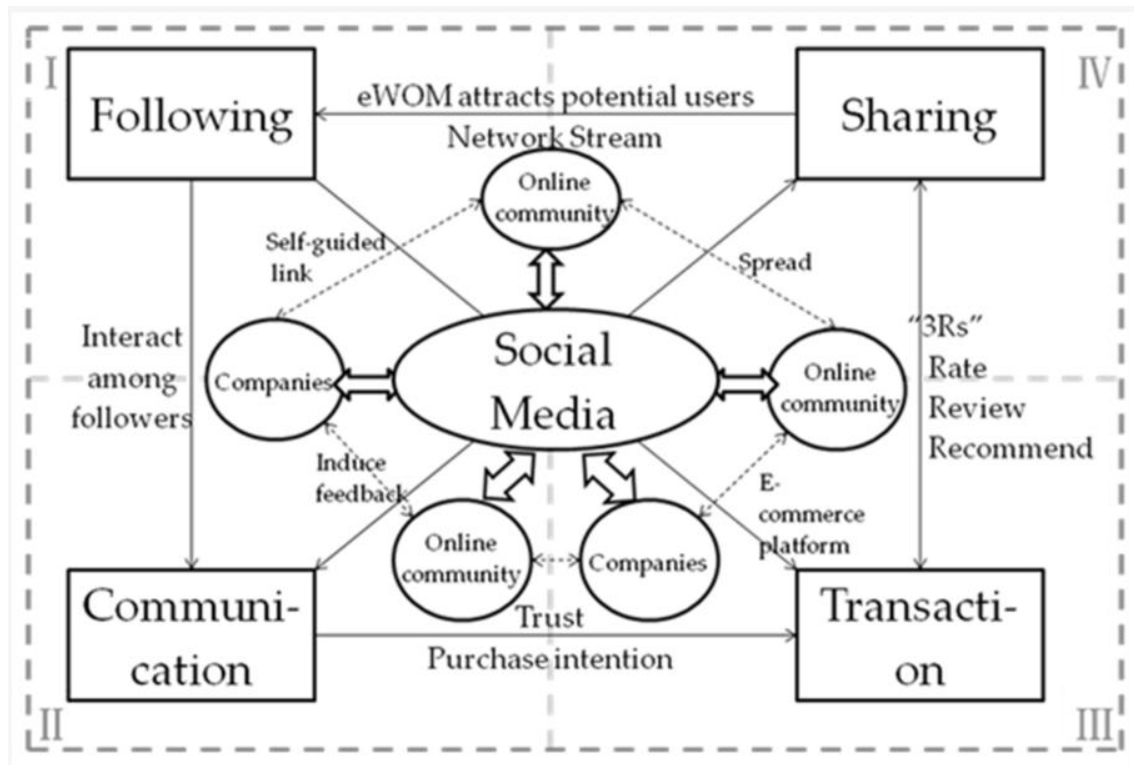 I
Following
eWOM attracts potential users
Network Stream
Sharing
IV
Online
community
Self-guided
link
Spread
Interact
among
followers
Companies
Social
Media
Online
community
"3Rs"
Rate
Review
Recommend
Induce
feedback
Online
community
Companies
E-
commerce
platform
Communi-
cation
Trust
Purchase intention
Transacti-
on
II
III